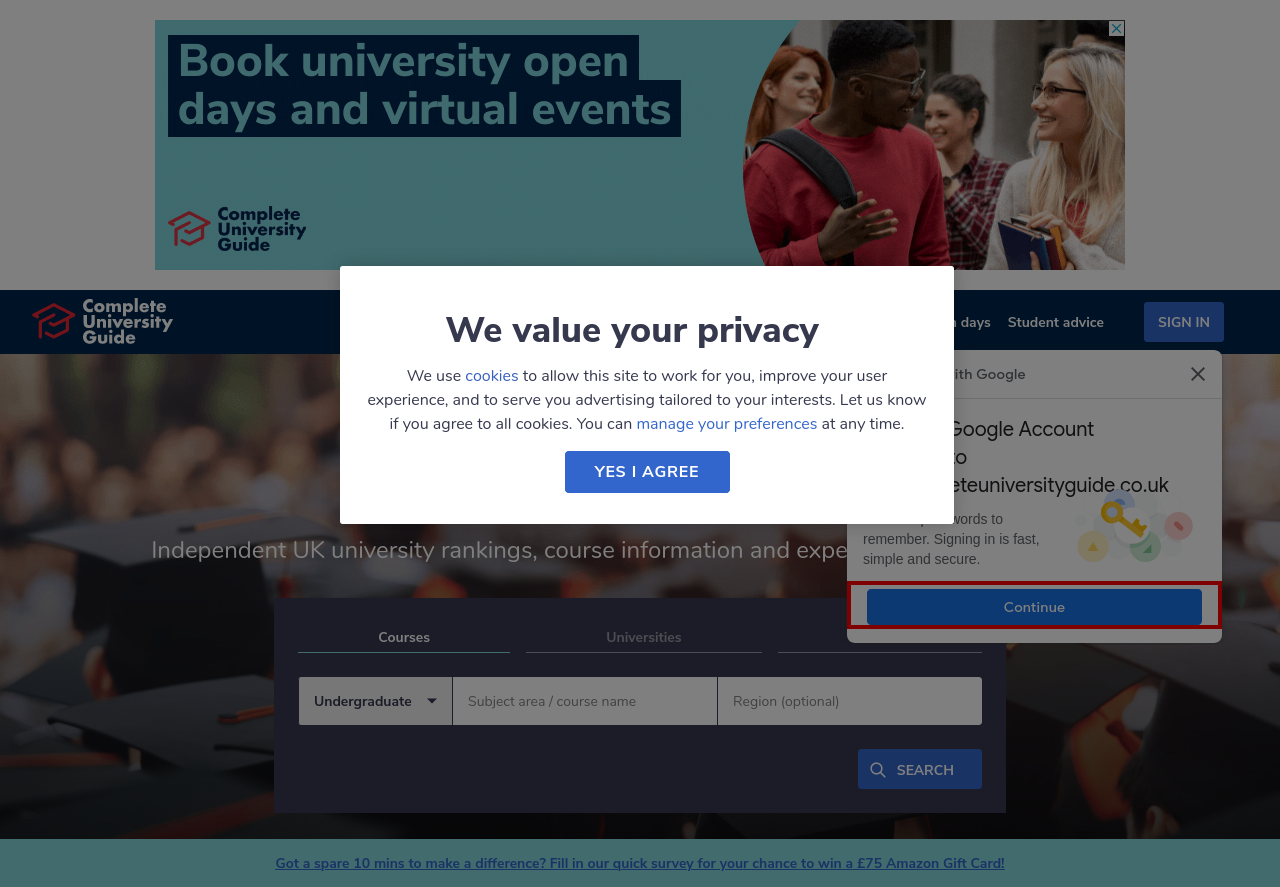 Book university open
days and virtual events
Complete
University
Guide
Complete
University
Guide
days
Student advice
SIGN IN
We value your privacy
We use cookies to allow this site to work for you, improve your user
experience, and to serve you advertising tailored to your interests. Let us know
if you agree to all cookies. You can manage your preferences at any time.
YES I AGREE
Google
Google Account
to
eteuniversityguide.co.uk
words to
remember. Signing in is fast,
simple and secure.
Continue
Independent UK university rankings, course information and expe
Courses
Universities
Undergraduate
Subject area / course name
Region (optional)
SEARCH
Got a spare 10 mins to make a difference? Fill in our quick survey for your chance to win a £75 Amazon Gift Card!